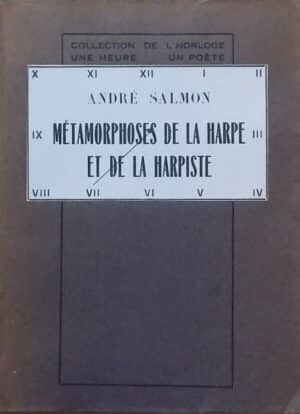 COLLECTION DE L'HORLOGE
UNE HEURE UN POÈTE
X XI XII I II
ANDRÉ SALMON
IX MÉTAMORPHOSES DE LA HARPE III
ET DE LA HARPISTE
VIII VII VI V IV